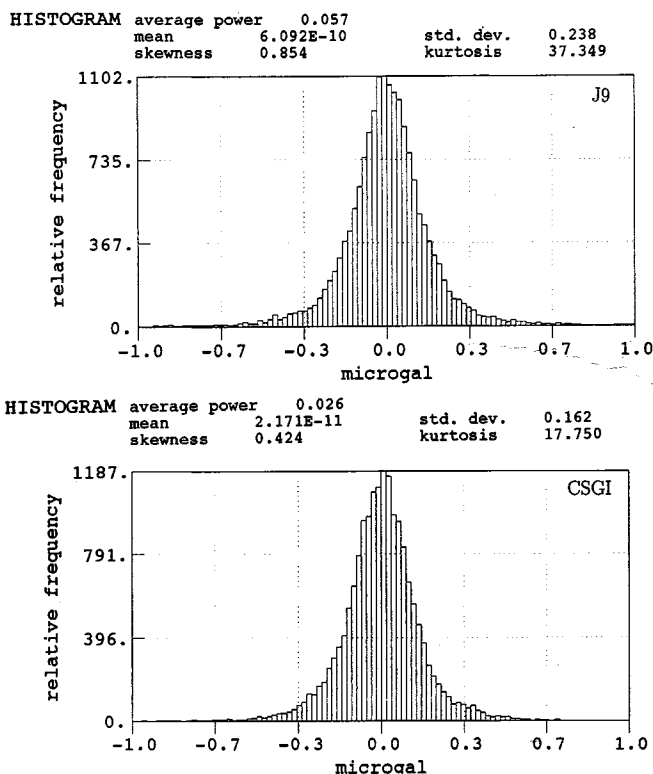 HISTOGRAM average power 0.057
mean 6.092E-10 std. dev. 0.238
skewness 0.854 kurtosis 37.349
1102.
J9
735.
367.
0.
relative frequency
-1.0 -0.7 -0.3 0.0 0.3 0.7 1.0
microgal
HISTOGRAM average power 0.026
mean 2.171E-11 std. dev. 0.162
skewness 0.424 kurtosis 17.750
1187.
CSGI
791.
396.
0.
relative frequency
-1.0 -0.7 -0.3 0.0 0.3 0.7 1.0
microgal